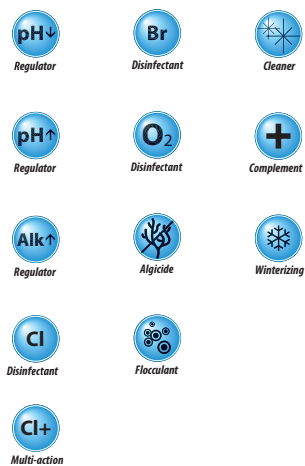 pH↓
Regulator
Br
Disinfectant
Cleaner
pH↑
Regulator
O₂
Disinfectant
Complement
Alk↑
Regulator
Algicide
Winterizing
Cl
Disinfectant
Flocculant
Cl+
Multi-action